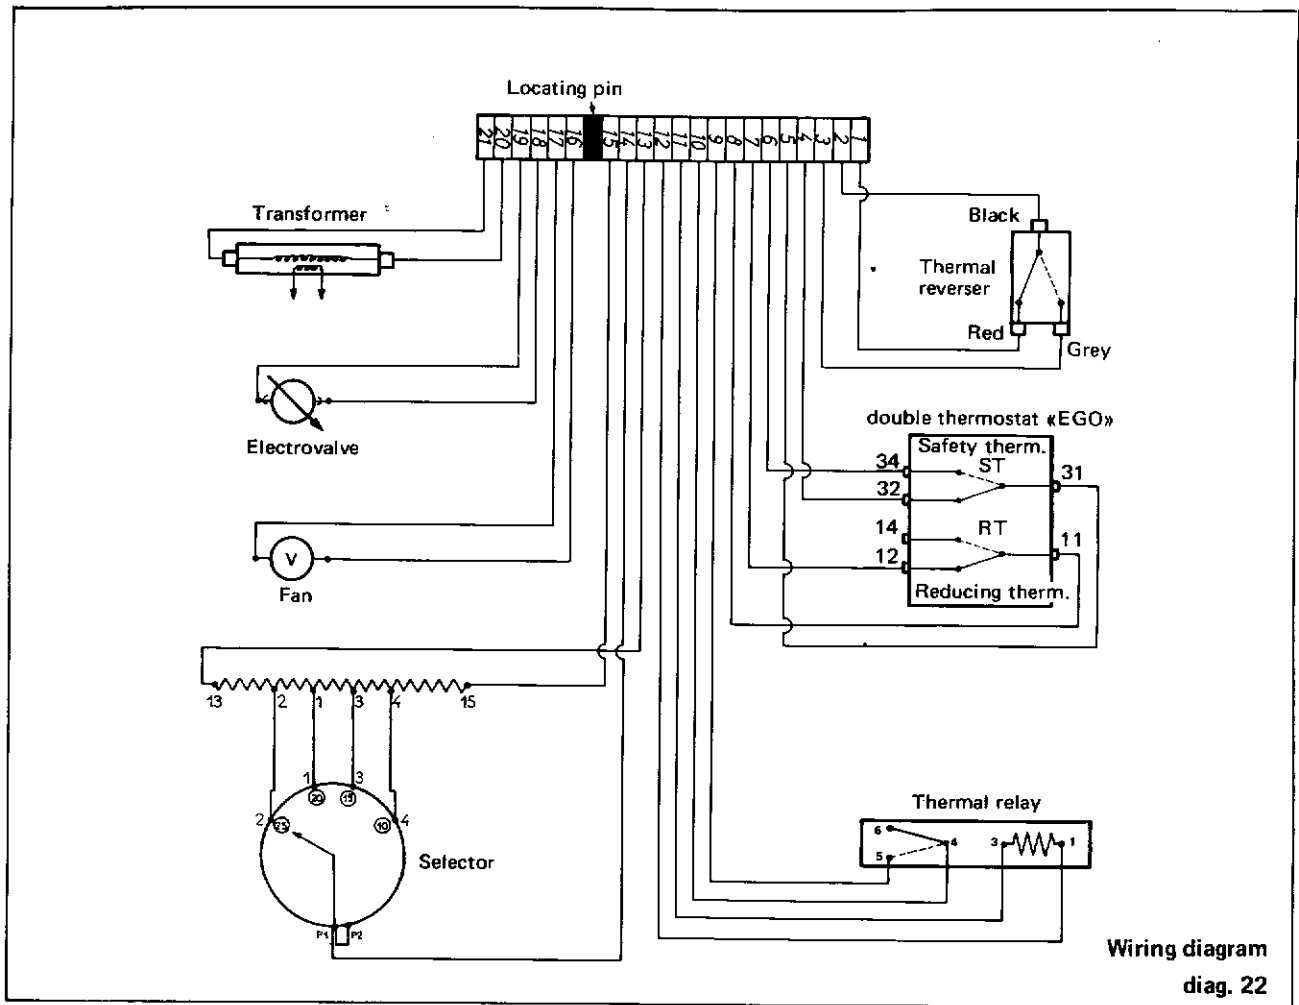 Locating pin
21 20 19 18 17 16 15 14 13 12 11 10 9 8 7 6 5 4 3 2 1
Transformer
Black
Thermal
reverser
Red
Grey
Electrovalve
double thermostat «EGO»
Safety therm.
34 ST 31
32
14 RT 11
12
Reducing therm.
V
Fan
13 2 1 3 4 15
1 3
20 15
2 25 10 4
Selector
P1 P2
Thermal relay
6 4 3 1
5
Wiring diagram
diag. 22